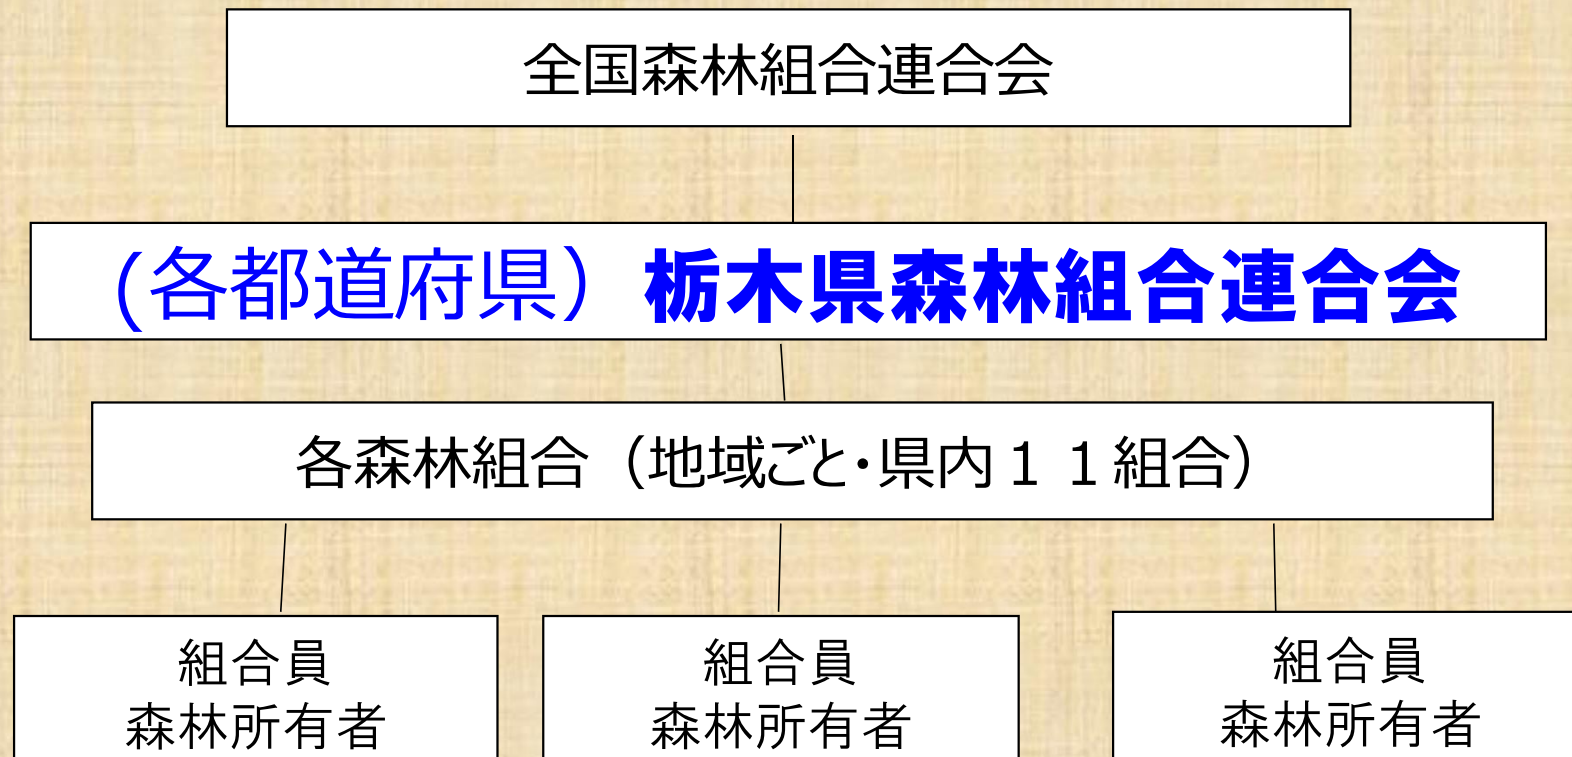 全国森林組合連合会
(各都道府県）栃木県森林組合連合会
各森林組合（地域ごと・県内１１組合）
組合員
森林所有者
組合員
森林所有者
組合員
森林所有者